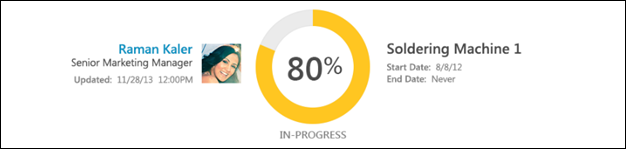 Raman Kaler
Senior Marketing Manager
Updated: 11/28/13 12:00PM
80%
IN-PROGRESS
Soldering Machine 1
Start Date: 8/8/12
End Date: Never